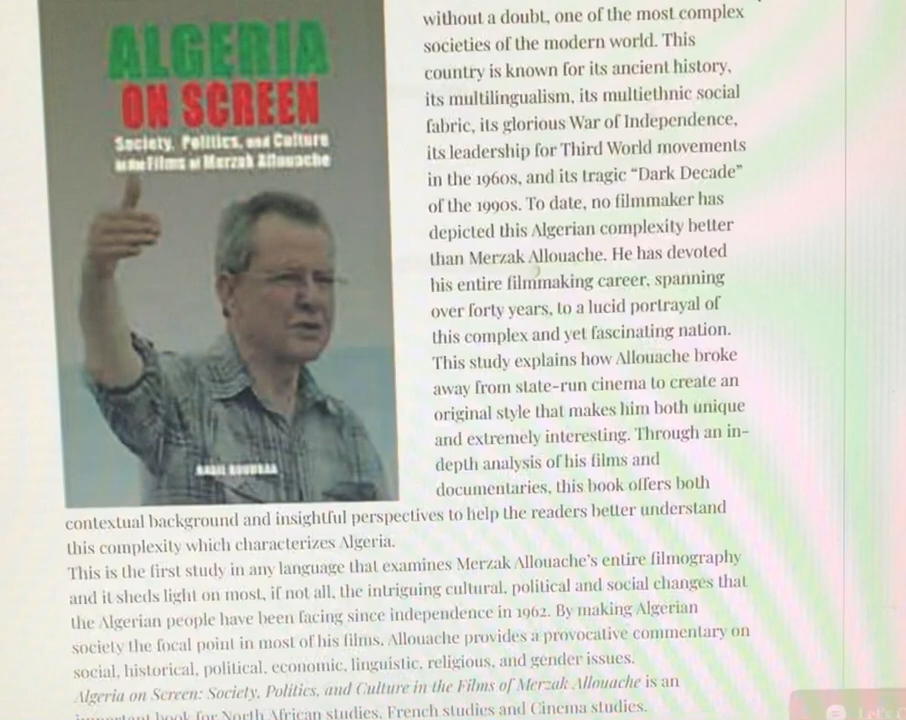 ALGERIA
ON SCREEN
Society, Politics, and Culture
in the Films of Merzak Allouache
without a doubt, one of the most complex
societies of the modern world. This
country is known for its ancient history,
its multilingualism, its multiethnic social
fabric, its glorious War of Independence,
its leadership for Third World movements
in the 1960s, and its tragic “Dark Decade”
of the 1990s. To date, no filmmaker has
depicted this Algerian complexity better
than Merzak Allouache. He has devoted
his entire filmmaking career, spanning
over forty years, to a lucid portrayal of
this complex and yet fascinating nation.
This study explains how Allouache broke
away from state-run cinema to create an
original style that makes him both unique
and extremely interesting. Through an in-
depth analysis of his films and
documentaries, this book offers both
contextual background and insightful perspectives to help the readers better understand
this complexity which characterizes Algeria.
This is the first study in any language that examines Merzak Allouache’s entire filmography
and it sheds light on most, if not all, the intriguing cultural, political and social changes that
the Algerian people have been facing since independence in 1962. By making Algerian
society the focal point in most of his films, Allouache provides a provocative commentary on
social, historical, political, economic, linguistic, religious, and gender issues.
Algeria on Screen: Society, Politics, and Culture in the Films of Merzak Allouache is an
important book for North African studies, French studies and Cinema studies.
Let's